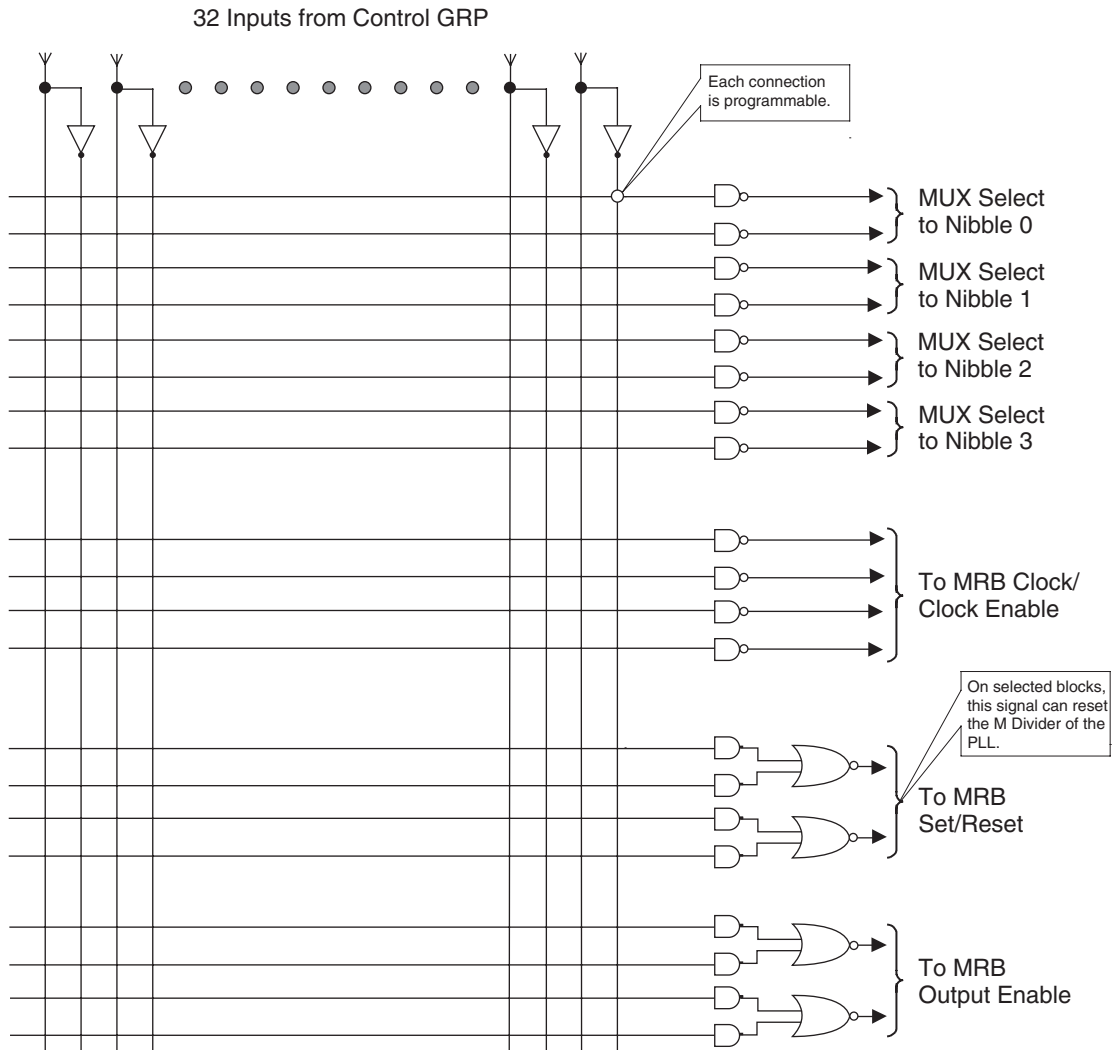 32 Inputs from Control GRP
Each connection
is programmable.
MUX Select
to Nibble 0
MUX Select
to Nibble 1
MUX Select
to Nibble 2
MUX Select
to Nibble 3
To MRB Clock/
Clock Enable
On selected blocks,
this signal can reset
the M Divider of the
PLL.
To MRB
Set/Reset
To MRB
Output Enable